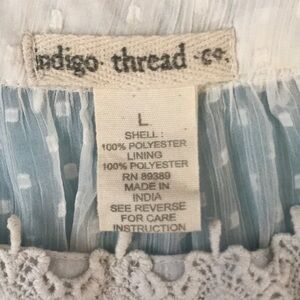 indigo thread co.
L
SHELL :
100% POLYESTER
LINING
100% POLYESTER
RN 89389
MADE IN
INDIA
SEE REVERSE
FOR CARE
INSTRUCTION